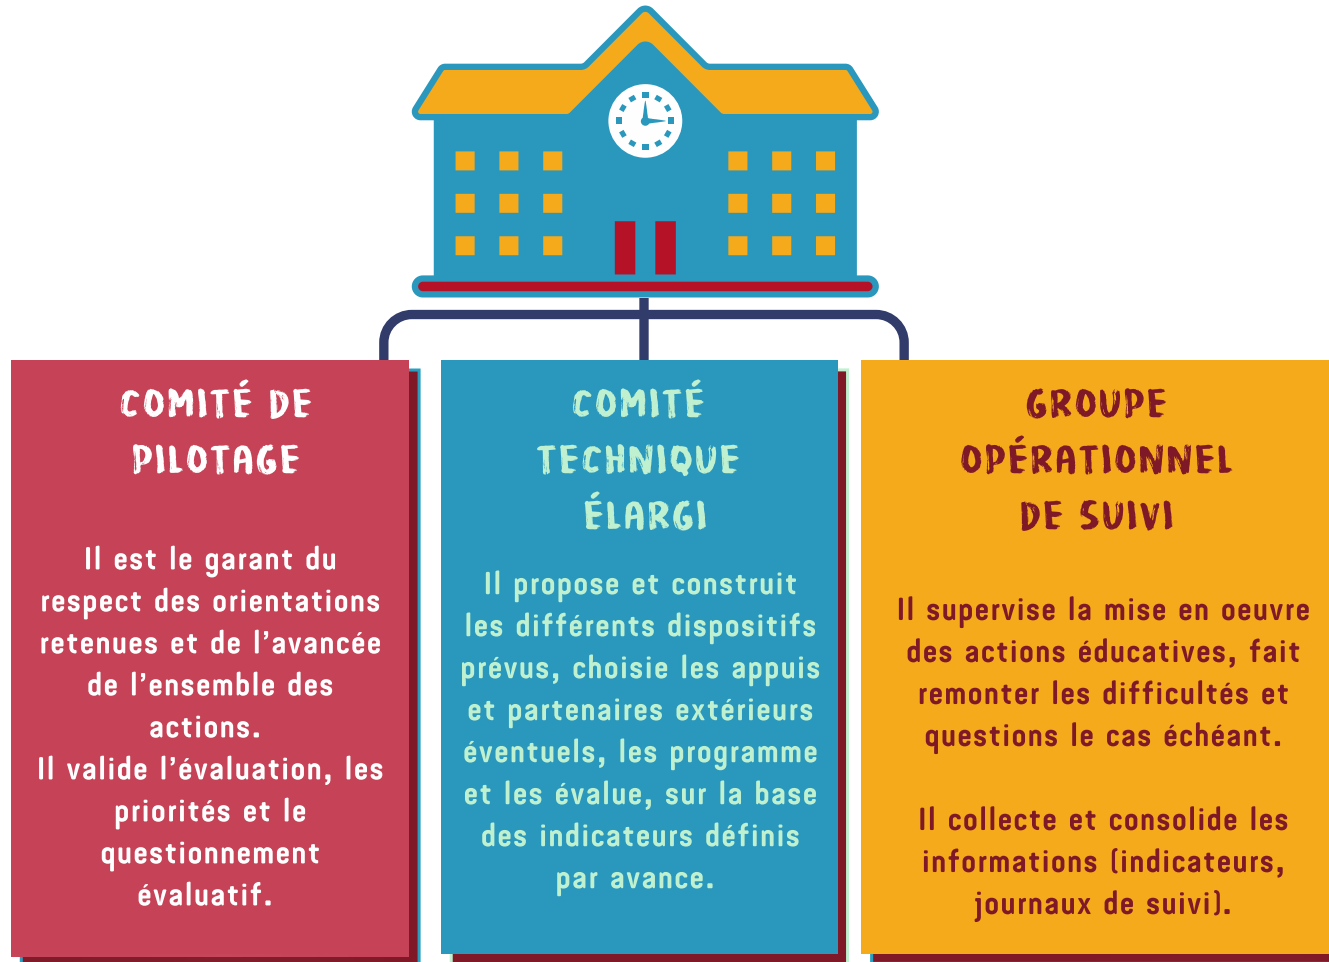 COMITÉ DE
PILOTAGE
Il est le garant du
respect des orientations
retenues et de l'avancée
de l'ensemble des
actions.
Il valide l'évaluation, les
priorités et le
questionnement
évaluatif.
COMITÉ
TECHNIQUE
ÉLARGI
Il propose et construit
les différents dispositifs
prévus, choisie les appuis
et partenaires extérieurs
éventuels, les programme
et les évalue, sur la base
des indicateurs définis
par avance.
GROUPE
OPÉRATIONNEL
DE SUIVI
Il supervise la mise en oeuvre
des actions éducatives, fait
remonter les difficultés et
questions le cas échéant.
Il collecte et consolide les
informations (indicateurs,
journaux de suivi).